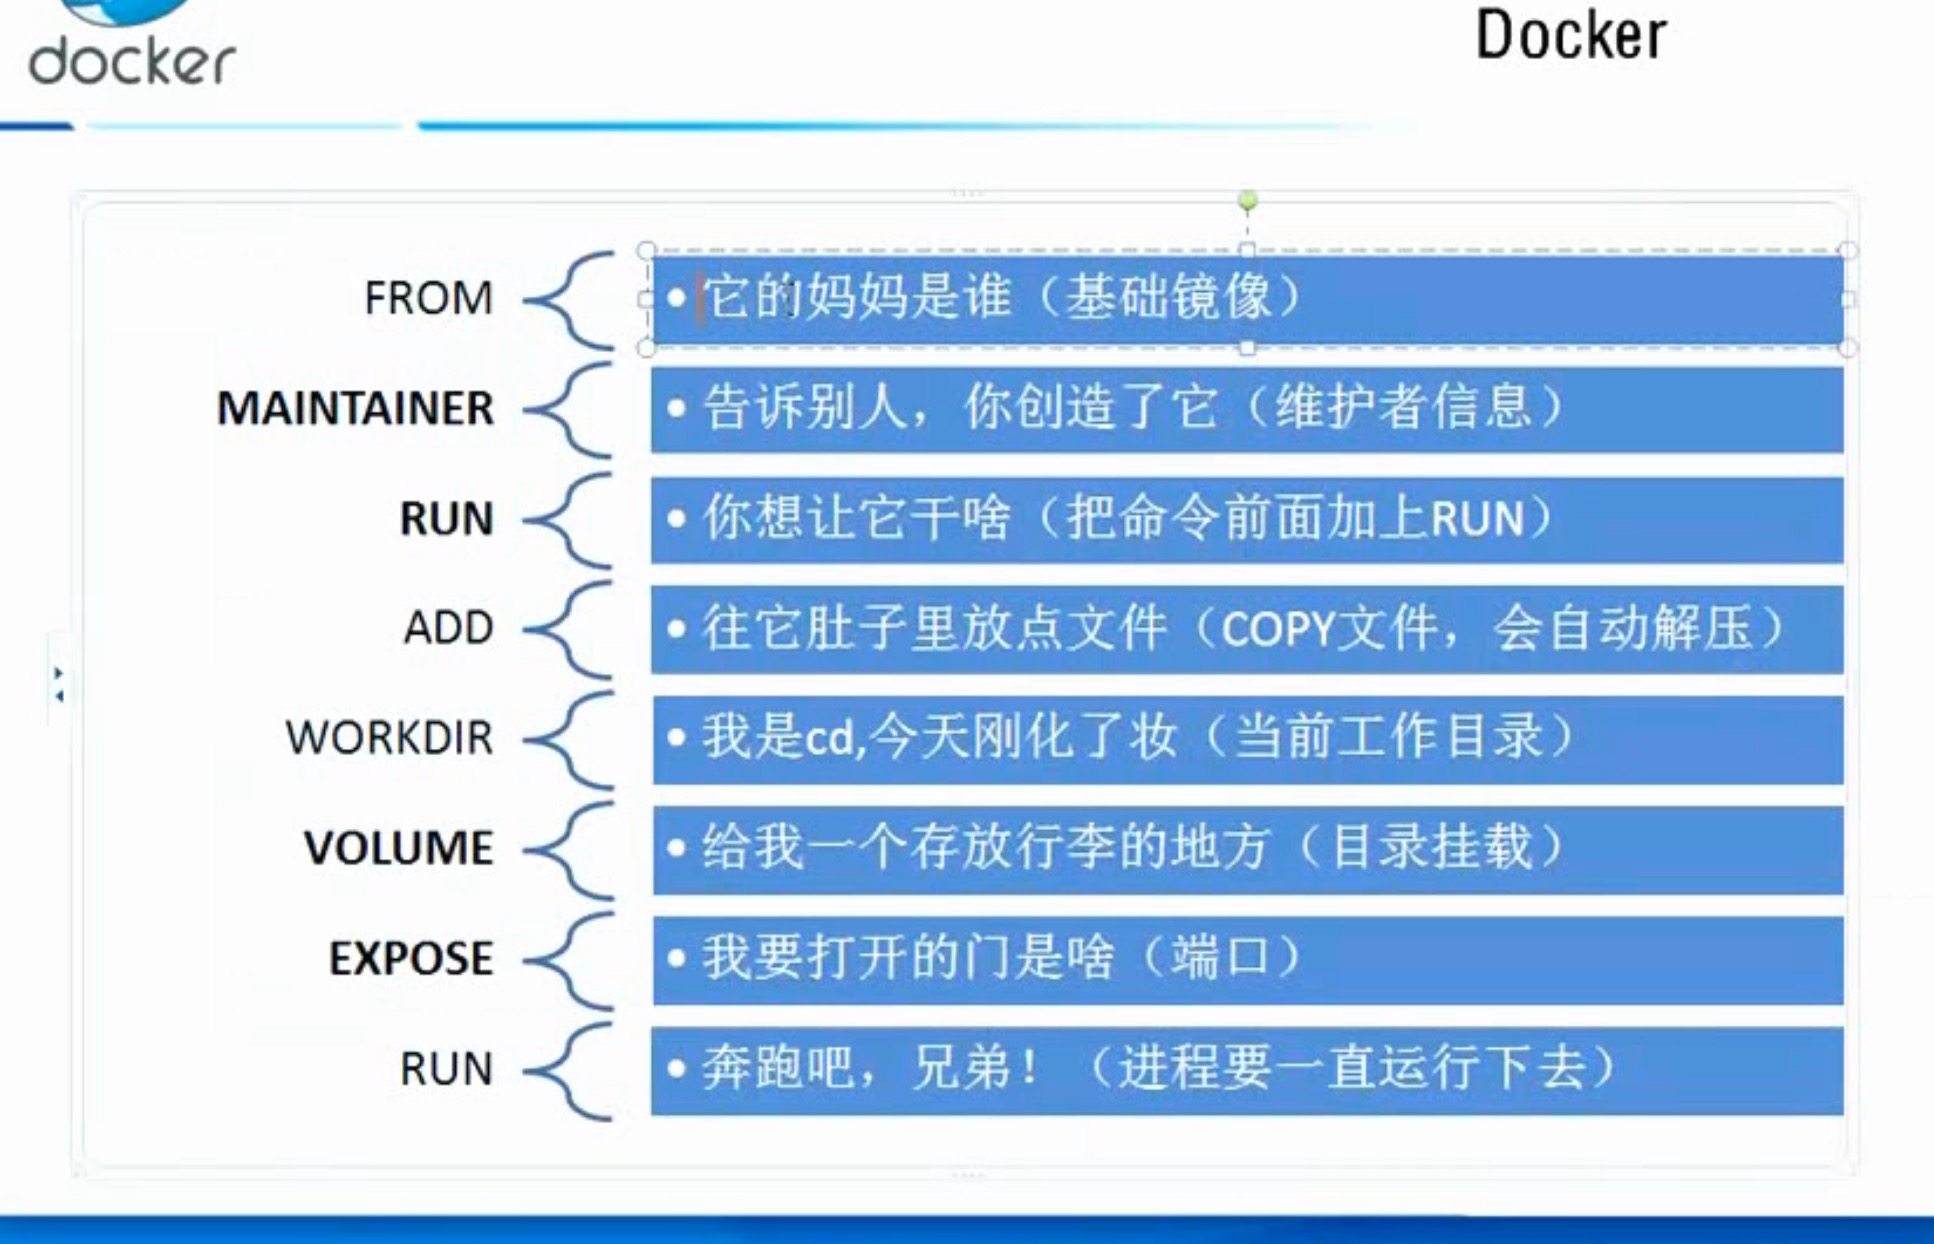 docker
Docker
FROM
• 它的妈妈是谁（基础镜像）
MAINTAINER
• 告诉别人，你创造了它（维护者信息）
RUN
• 你想让它干啥（把命令前面加上RUN）
ADD
• 往它肚子里放点文件（COPY文件，会自动解压）
WORKDIR
• 我是cd,今天刚化了妆（当前工作目录）
VOLUME
• 给我一个存放行李的地方（目录挂载）
EXPOSE
• 我要打开的门是啥（端口）
RUN
• 奔跑吧，兄弟！（进程要一直运行下去）